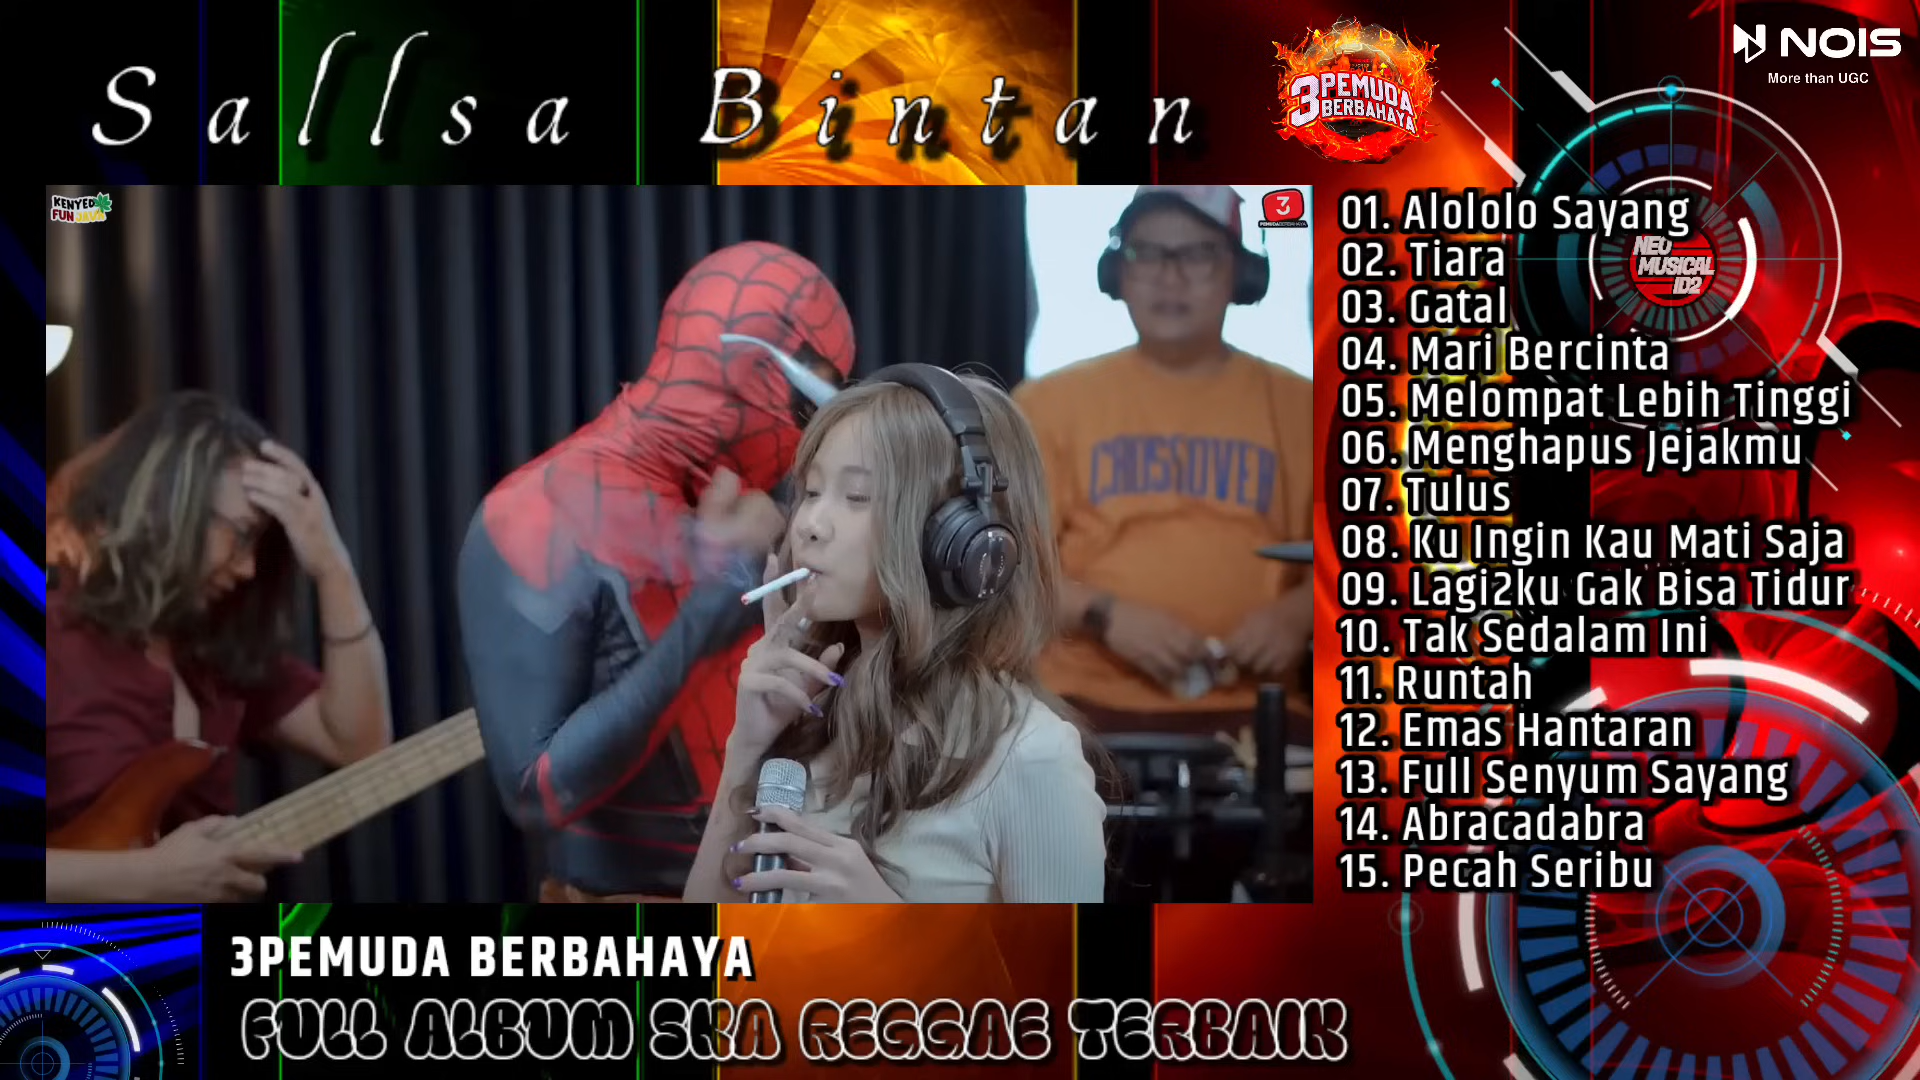 Sallsa Bintan
3PEMUDA
BERBAHAYA
NOIS
More than UGC
KENYED
FUN JAVA
3
PEMUDA BERBAHAYA
CROSSOVER
NEO
MUSICAL
ID2
01. Alololo Sayang
02. Tiara
03. Gatal
04. Mari Bercinta
05. Melompat Lebih Tinggi
06. Menghapus Jejakmu
07. Tulus
08. Ku Ingin Kau Mati Saja
09. Lagi2ku Gak Bisa Tidur
10. Tak Sedalam Ini
11. Runtah
12. Emas Hantaran
13. Full Senyum Sayang
14. Abracadabra
15. Pecah Seribu
3PEMUDA BERBAHAYA
FULL ALBUM SKA REGGAE TERBAIK